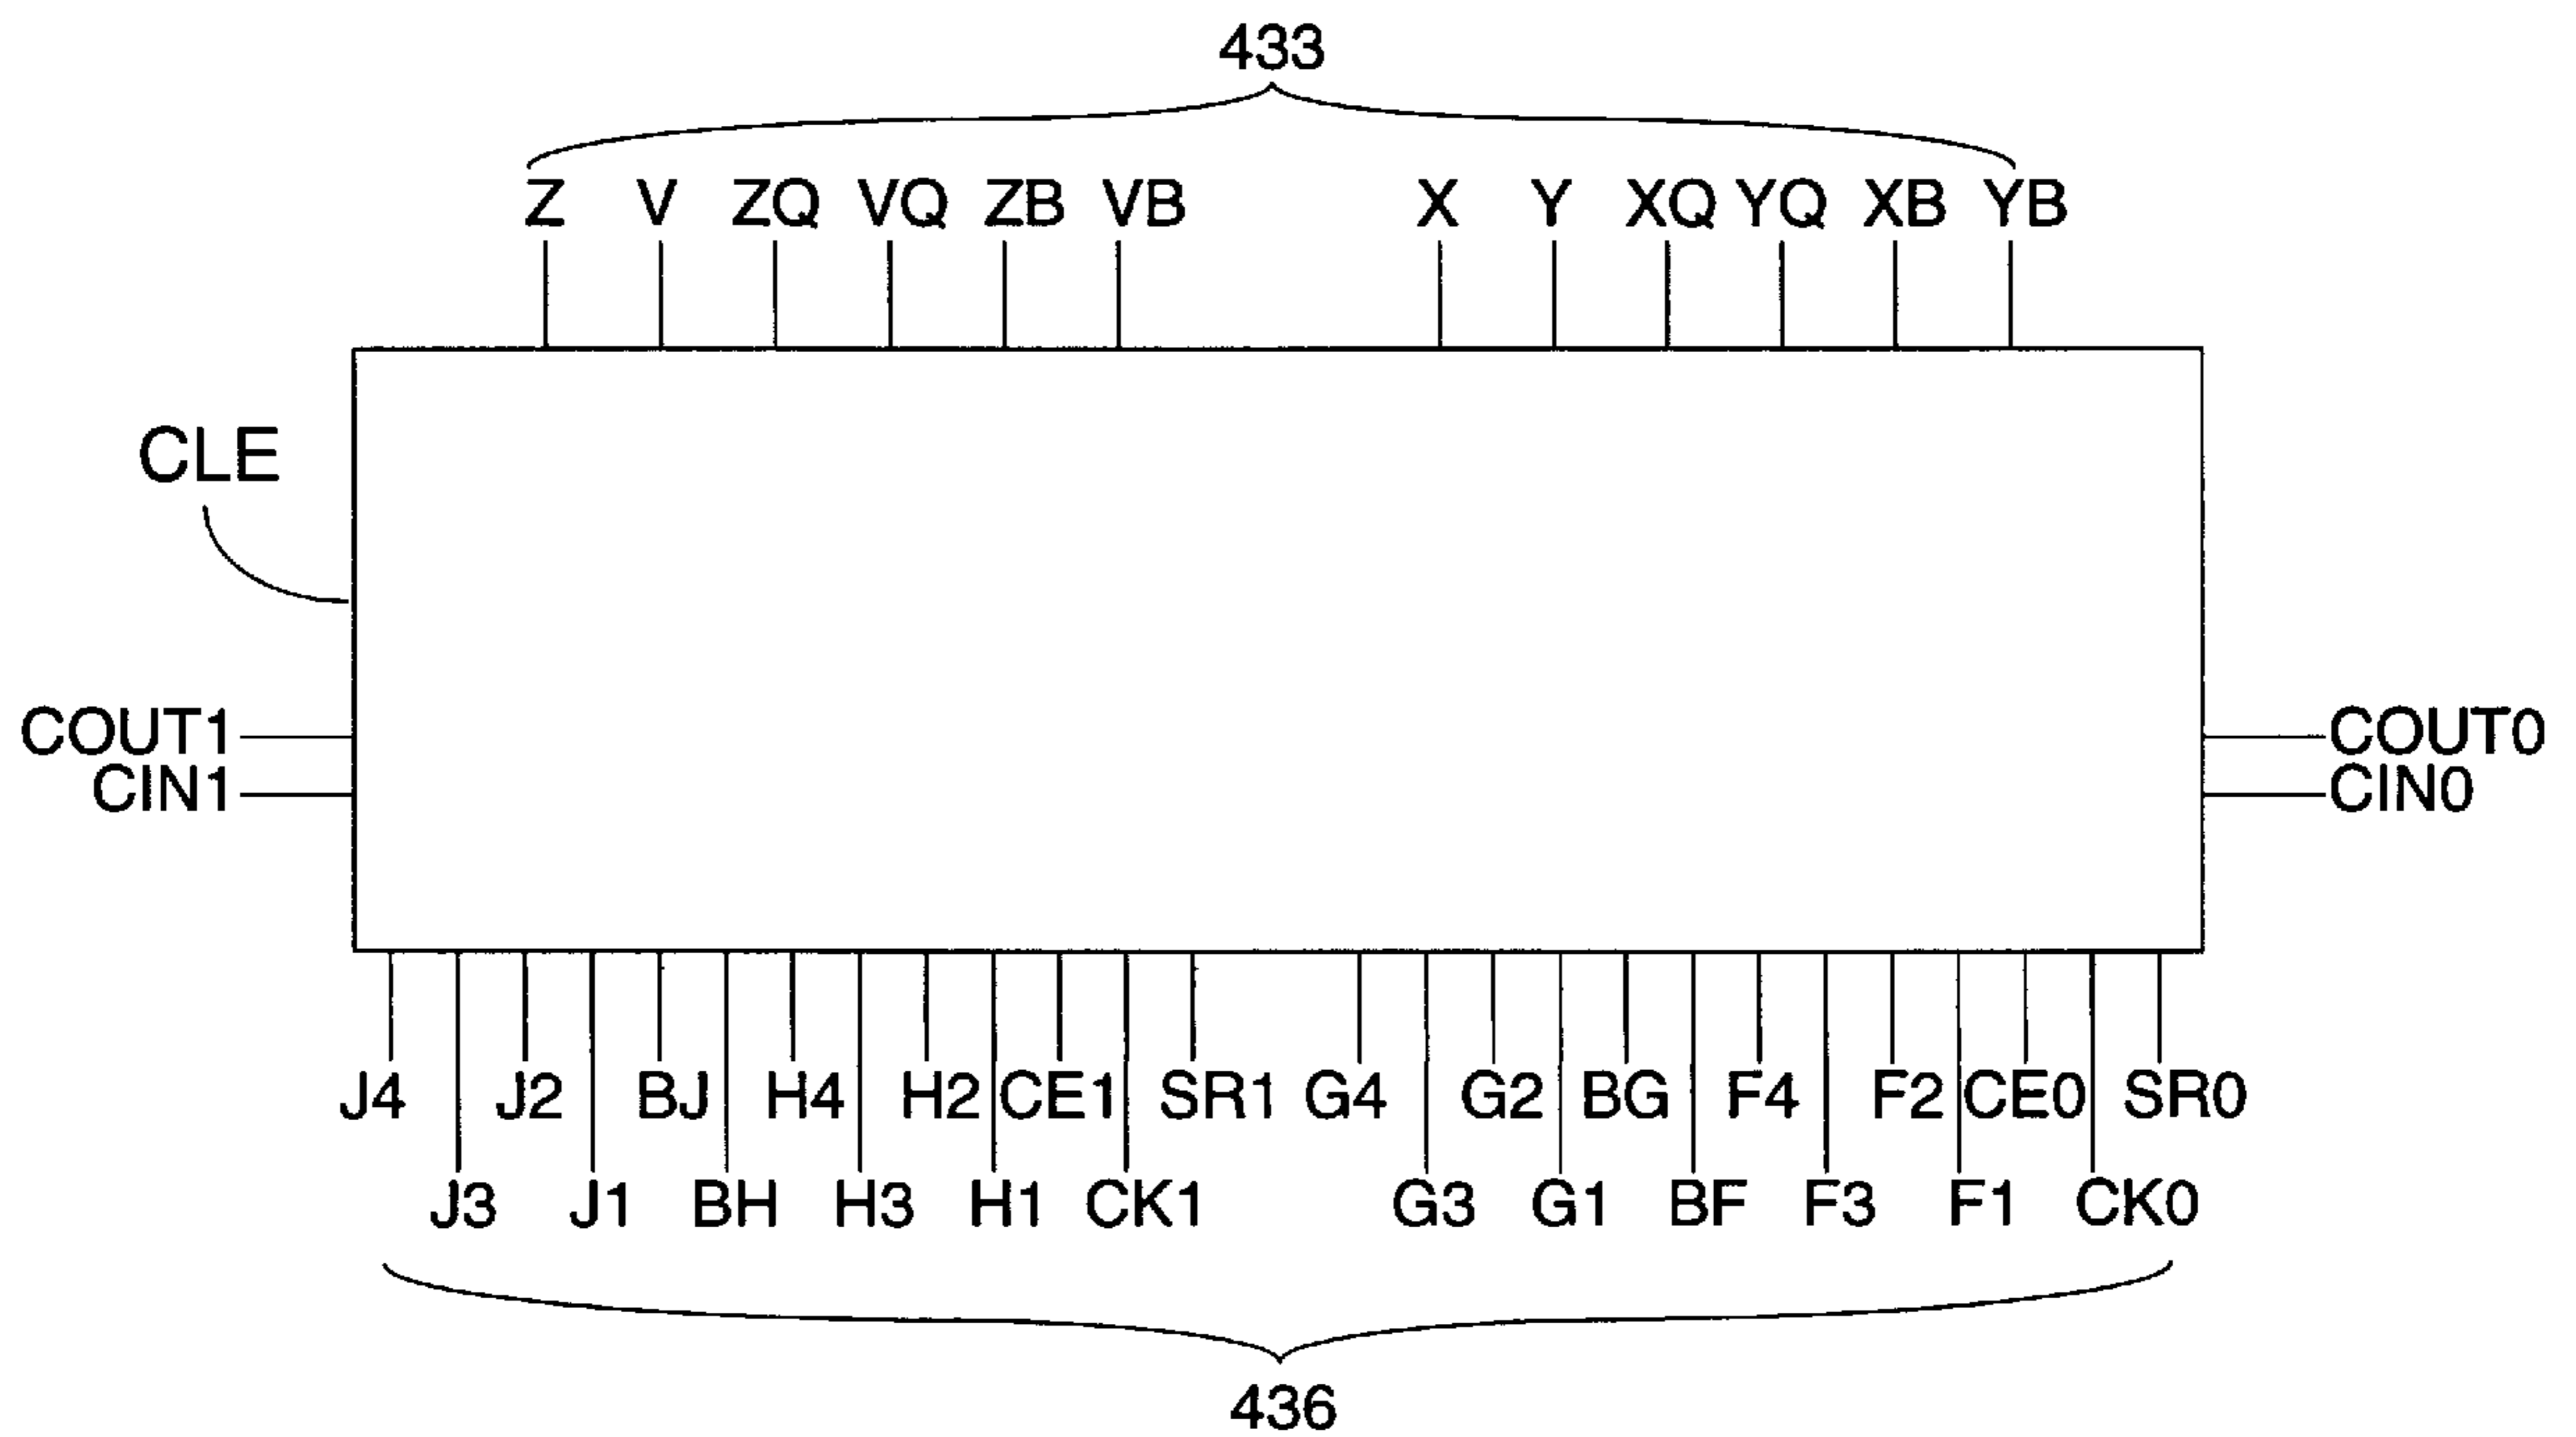 433
Z V ZQ VQ ZB VB X Y XQ YQ XB YB
CLE
COUT1 COUT0
CIN1 CIN0
J4 J2 BJ H4 H2 CE1 SR1 G4 G2 BG F4 F2 CE0 SR0
J3 J1 BH H3 H1 CK1 G3 G1 BF F3 F1 CK0
436